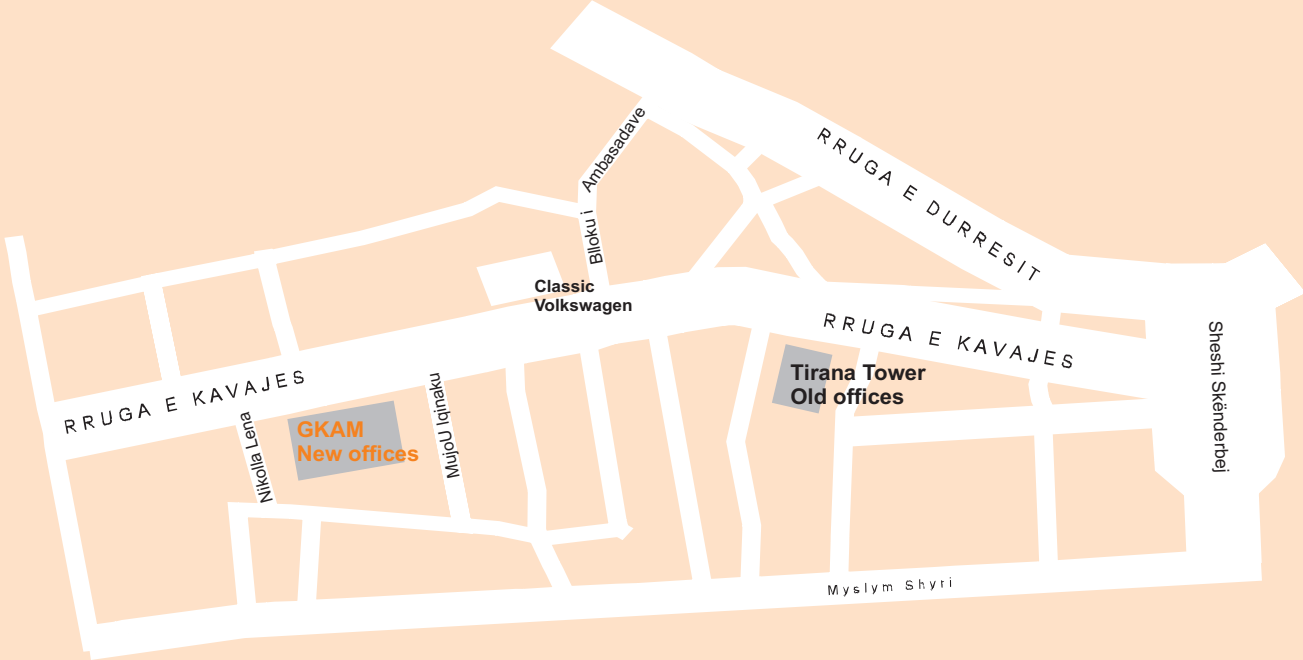 Ambasadave
Blloku i
RRUGA E DURRESIT
Classic
Volkswagen
RRUGA E KAVAJES
Sheshi Skënderbej
Tirana Tower
Old offices
RRUGA E KAVAJES
Nikolla Lena
GKAM
New offices
MujoU lqinaku
Myslym Shyri